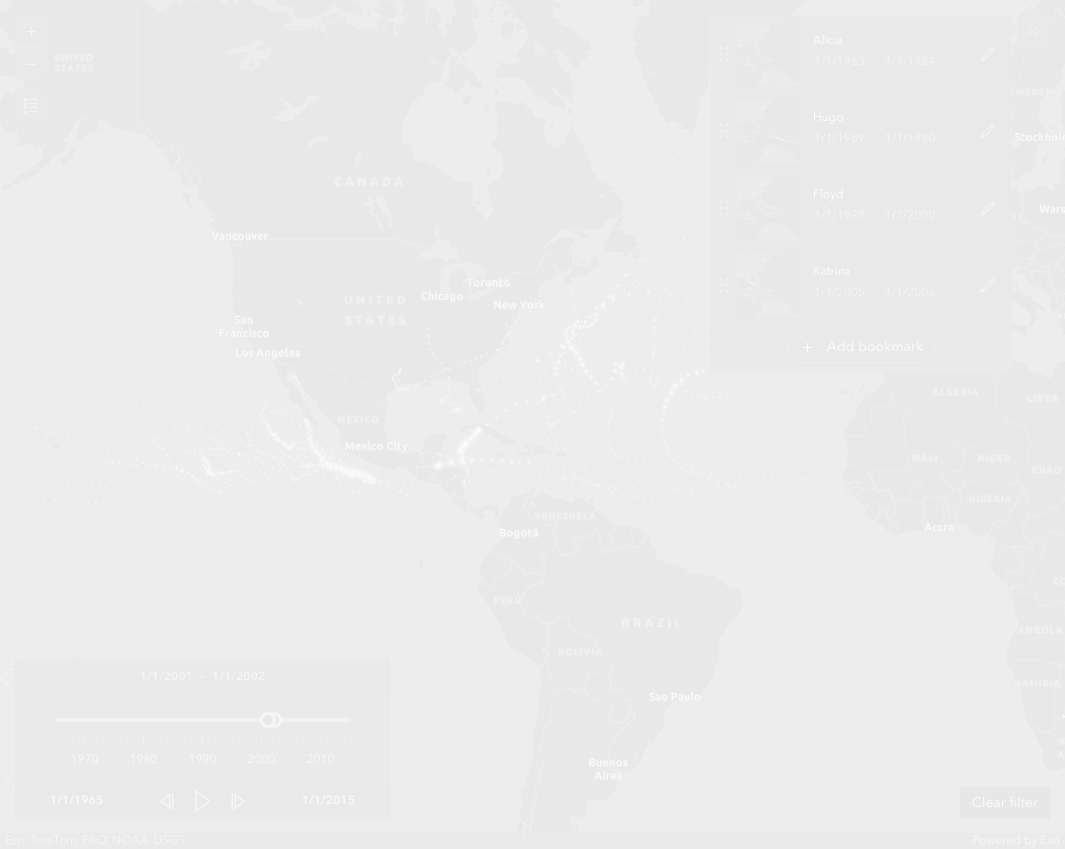 UNITED
STATES
CANADA
Vancouver
Toronto
Chicago
New York
UNITED
STATES
San
Francisco
Los Angeles
MÉXICO
Mexico City
VENEZUELA
Bogotá
PERÚ
BRAZIL
BOLIVIA
Sao Paulo
Buenos
Aires
Alicia
1/1/1983 1/1/1984
Hugo
1/1/1989 1/1/1990
Floyd
1/1/1999 1/1/2000
Katrina
1/1/2005 1/1/2006
+ Add bookmark
SWEDEN
Stockhol
Wars
ALGERIA
LIBYA
MALI
NIGER
CHAD
NIGERIA
Accra
ANGOLA
NAMIBIA
1/1/2001 - 1/1/2002
1970 1980 1990 2000 2010
1/1/1965 1/1/2015
Clear filter
Esri, TomTom, FAO, NOAA, USGS
Powered by Esri